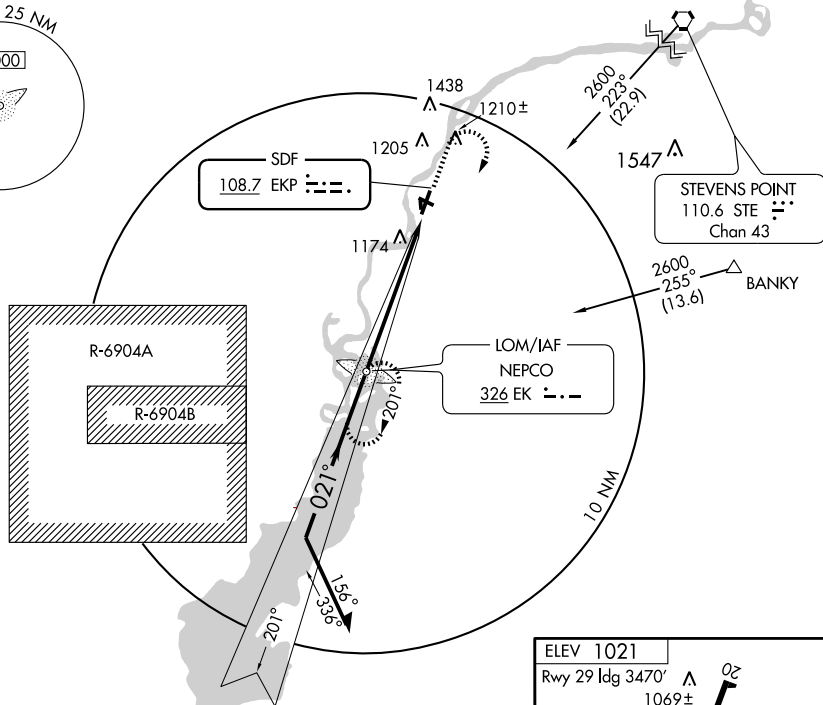 25 NM
1438
1210±
1205
2600
223°
(22.9)
1547
SDF
108.7 EKP
STEVENS POINT
110.6 STE
Chan 43
1174
2600
255°
(13.6)
BANKY
R-6904A
R-6904B
LOM/IAF
NEPCO
326 EK
201°
021°
10 NM
156°
336°
201°
ELEV 1021
Rwy 29 ldg 3470'
1069±
20